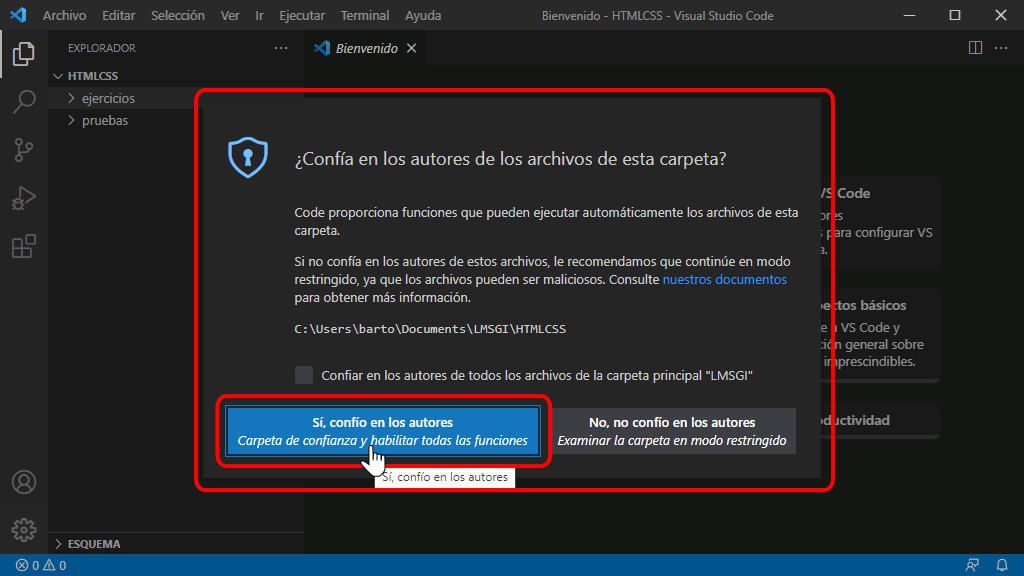 Archivo Editar Selección Ver Ir Ejecutar Terminal Ayuda
Bienvenido - HTMLCSS - Visual Studio Code
EXPLORADOR
Bienvenido
HTMLCSS
ejercicios
pruebas
¿Confía en los autores de los archivos de esta carpeta?
Code proporciona funciones que pueden ejecutar automáticamente los archivos de esta
carpeta.
Si no confía en los autores de estos archivos, le recomendamos que continúe en modo
restringido, ya que los archivos pueden ser maliciosos. Consulte nuestros documentos
para obtener más información.
C:\Users\barto\Documents\LMSGI\HTMLCSS
Confiar en los autores de todos los archivos de la carpeta principal "LMSGI"
Sí, confío en los autores
Carpeta de confianza y habilitar todas las funciones
No, no confío en los autores
Examinar la carpeta en modo restringido
Sí, confío en los autores
VS Code
para configurar VS
básicos
a VS Code y
general sobre
imprescindibles.
ESQUEMA
0 0